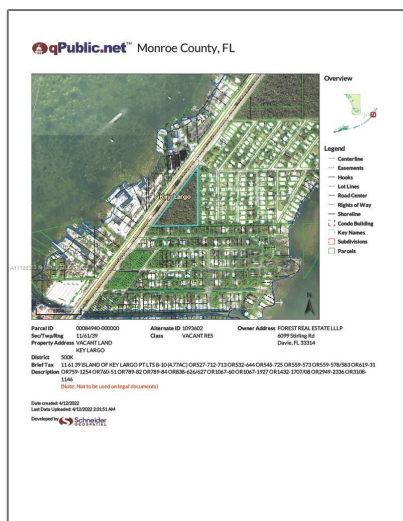 qPublic.net™ Monroe County, FL
Overview
Legend
Centerline
Easements
Hooks
Lot Lines
Road Center
Rights of Way
Shoreline
Condo Building
Key Names
Subdivisions
Parcels
Key Largo
Parcel ID 00084940-000000 Alternate ID 1093602 Owner Address FOREST REAL ESTATE LLLP
Sec/Twp/Rng 11/61/39 Class VACANT RES 6099 Stirling Rd
Property Address VACANT LAND Davie, FL 33314
KEY LARGO
District 500K
Brief Tax 11 61 39 ISLAND OF KEY LARGO PT LTS 8-10 (4.77AC) OR527-712-713 OR532-644 OR545-725 OR559-573 OR559-578/583 OR619-31
Description OR759-1254 OR760-51 OR789-82 OR789-84 OR838-626/627 OR1067-60 OR1067-1927 OR1432-1707/08 OR2949-2336 OR3108-
1146
(Note: Not to be used on legal documents)
Date created: 4/12/2022
Last Data Uploaded: 4/12/2022 2:01:51 AM
Developed by Schneider
GEOSPATIAL